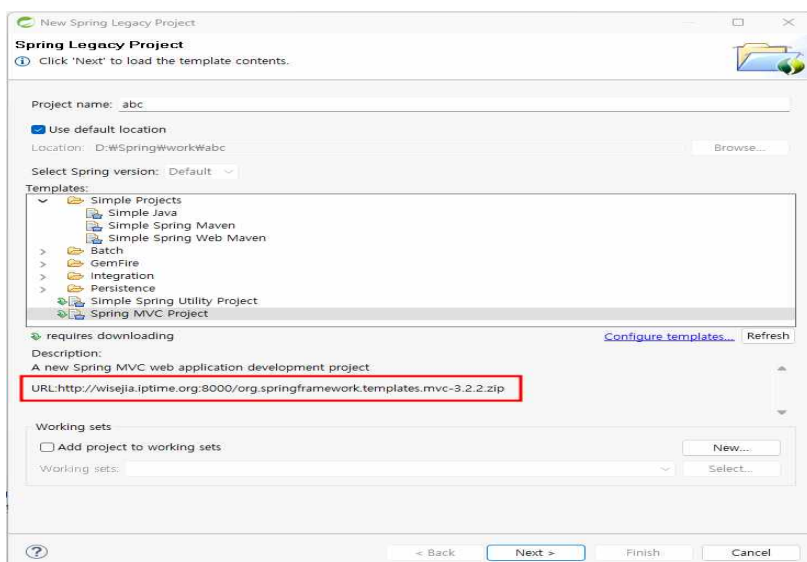 New Spring Legacy Project
Spring Legacy Project
Click 'Next' to load the template contents.
Project name: abc
Use default location
Location: D:₩Spring₩work₩abc Browse...
Select Spring version: Default
Templates:
Simple Projects
Simple Java
Simple Spring Maven
Simple Spring Web Maven
Batch
GemFire
Integration
Persistence
Simple Spring Utility Project
Spring MVC Project
requires downloading Configure templates... Refresh
Description:
A new Spring MVC web application development project
URL:http://wisejia.iptime.org:8000/org.springframework.templates.mvc-3.2.2.zip
Working sets
Add project to working sets New...
Working sets: Select...
? < Back Next > Finish Cancel